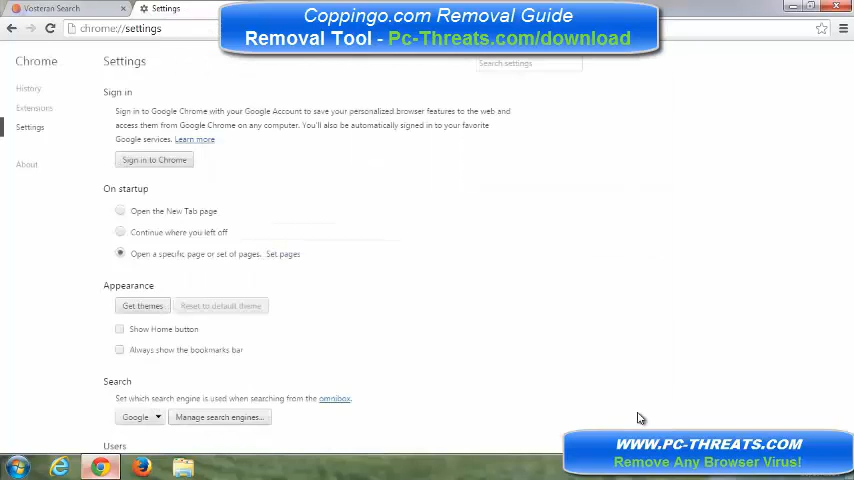 Vosteran Search
Settings
Coppingo.com Removal Guide
Removal Tool - Pc-Threats.com/download
chrome://settings
Chrome
Settings
Search settings
History
Extensions
Settings
About
Sign in
Sign in to Google Chrome with your Google Account to save your personalized browser features to the web and
access them from Google Chrome on any computer. You'll also be automatically signed in to your favorite
Google services. Learn more
Sign in to Chrome
On startup
Open the New Tab page
Continue where you left off
Open a specific page or set of pages. Set pages
Appearance
Get themes
Reset to default theme
Show Home button
Always show the bookmarks bar
Search
Set which search engine is used when searching from the omnibox.
Google
Manage search engines...
Users
WWW.PC-THREATS.COM
Remove Any Browser Virus!